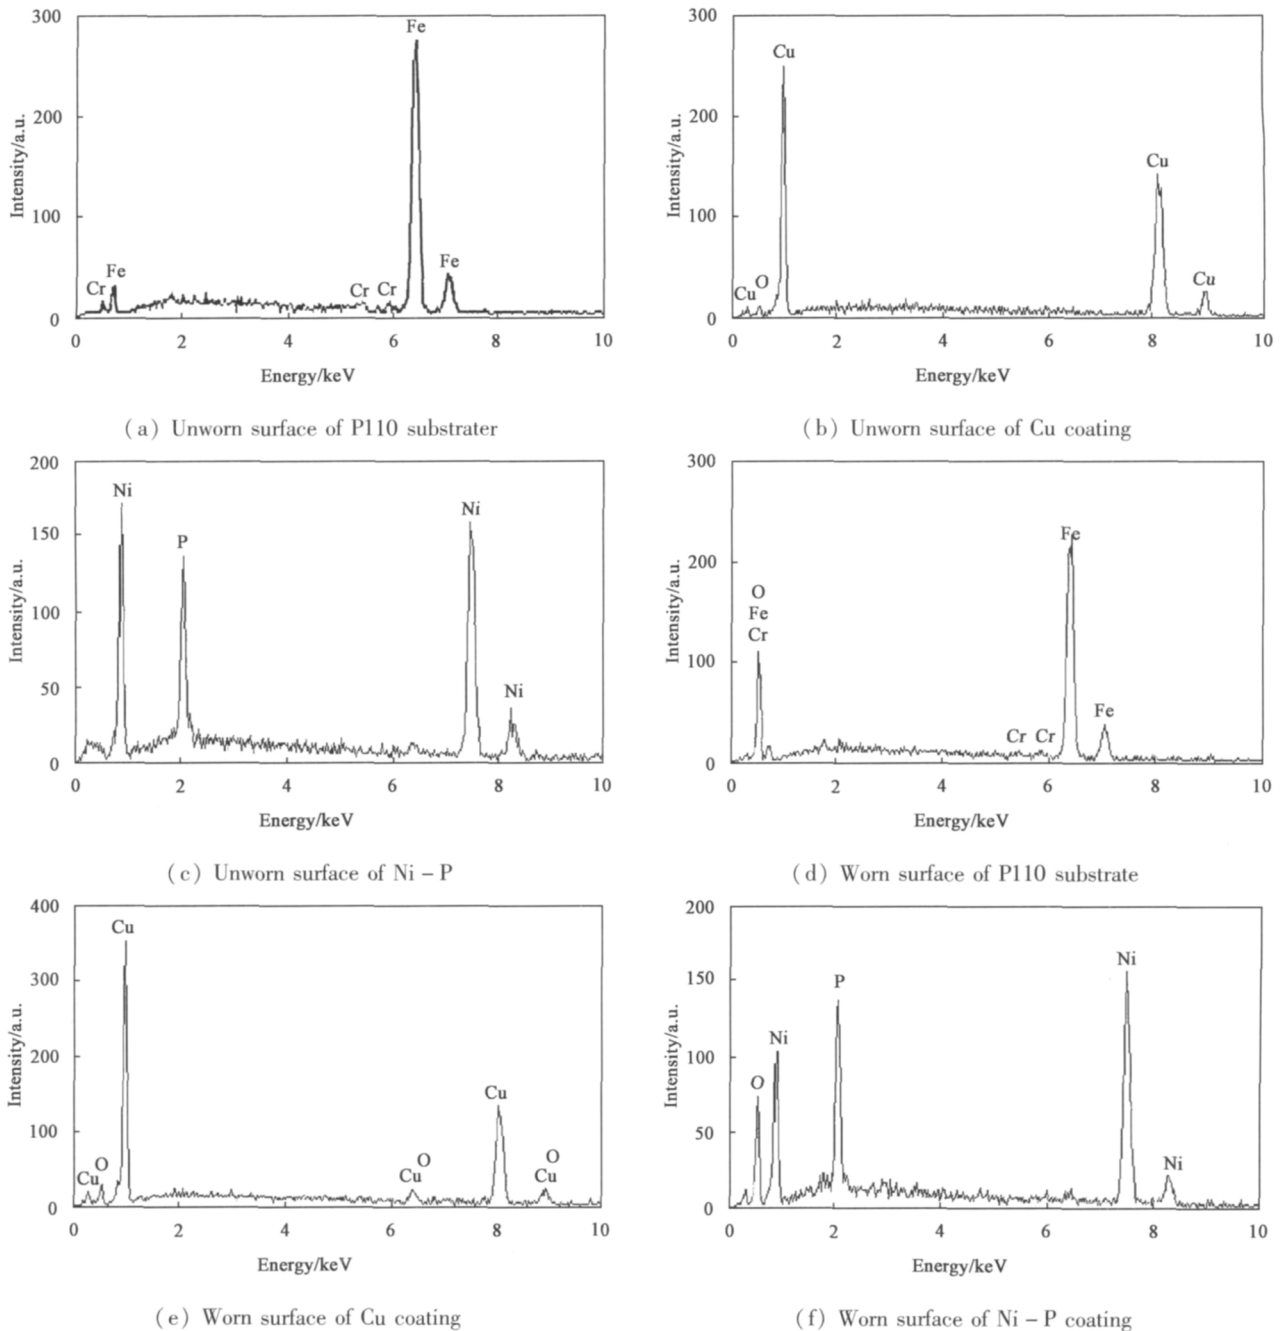 300
200
100
0
Intensity/a.u.
Cr
Fe
Cr
Cr
Fe
Fe
0
2
4
6
8
10
Energy/keV
(a) Unworn surface of P110 substrater
300
200
100
0
Intensity/a.u.
Cu
O
Cu
Cu
Cu
0
2
4
6
8
10
Energy/keV
(b) Unworn surface of Cu coating
200
150
100
50
0
Intensity/a.u.
Ni
P
Ni
Ni
0
2
4
6
8
10
Energy/keV
(c) Unworn surface of Ni – P
300
200
100
0
Intensity/a.u.
O
Fe
Cr
Cr
Cr
Fe
Fe
0
2
4
6
8
10
Energy/keV
(d) Worn surface of P110 substrate
400
300
200
100
0
Intensity/a.u.
Cu
O
Cu
O
Cu
Cu
O
Cu
0
2
4
6
8
10
Energy/keV
(e) Worn surface of Cu coating
200
150
100
50
0
Intensity/a.u.
O
Ni
P
Ni
Ni
0
2
4
6
8
10
Energy/keV
(f) Worn surface of Ni – P coating